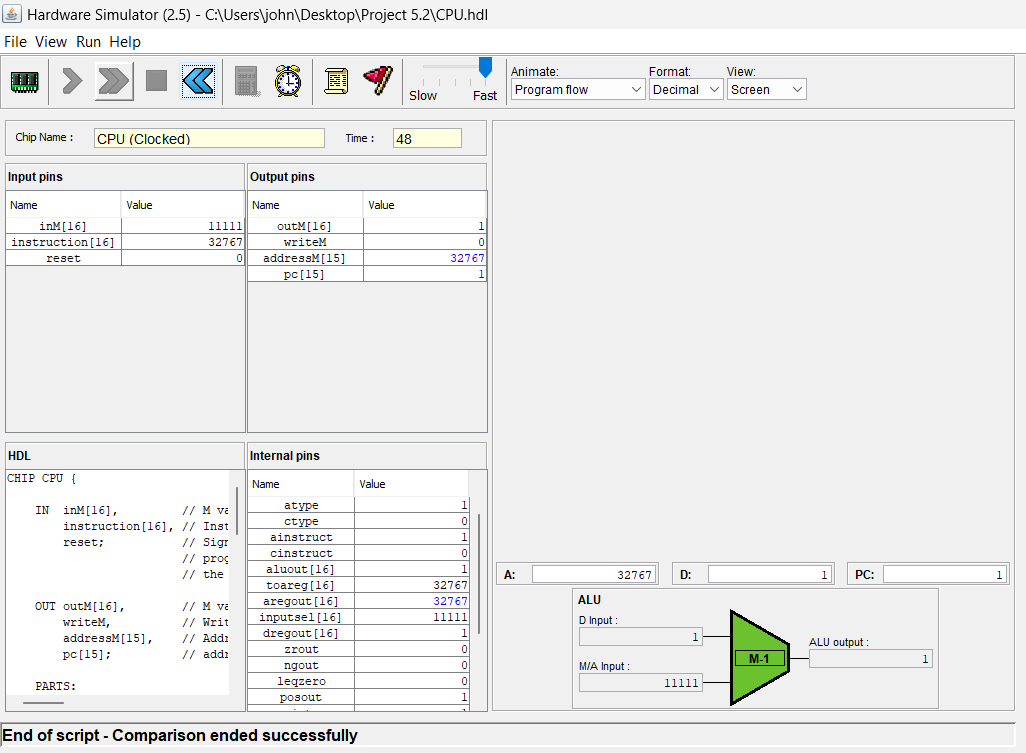 Hardware Simulator (2.5) - C:\Users\john\Desktop\Project 5.2\CPU.hdl
File View Run Help
Slow Fast
Animate: Format: View:
Program flow Decimal Screen
Chip Name : CPU (Clocked) Time : 48
Input pins
Name Value
inM[16] 11111
instruction[16] 32767
reset 0
Output pins
Name Value
outM[16] 1
writeM 0
addressM[15] 32767
pc[15] 1
HDL
CHIP CPU {
IN inM[16], // M va
instruction[16], // Inst
reset; // Sign
// prog
// the
OUT outM[16], // M va
writeM, // Writ
addressM[15], // Addr
pc[15]; // addr
PARTS:
Internal pins
Name Value
atype 1
ctype 0
ainstruct 1
cinstruct 0
aluout[16] 1
toareg[16] 32767
aregout[16] 32767
inputsel[16] 11111
dregout[16] 1
zrout 0
ngout 0
leqzero 0
posout 1
A: 32767 D: 1 PC: 1
ALU
D Input : 1
M/A Input : 11111
M-1
ALU output : 1
End of script - Comparison ended successfully